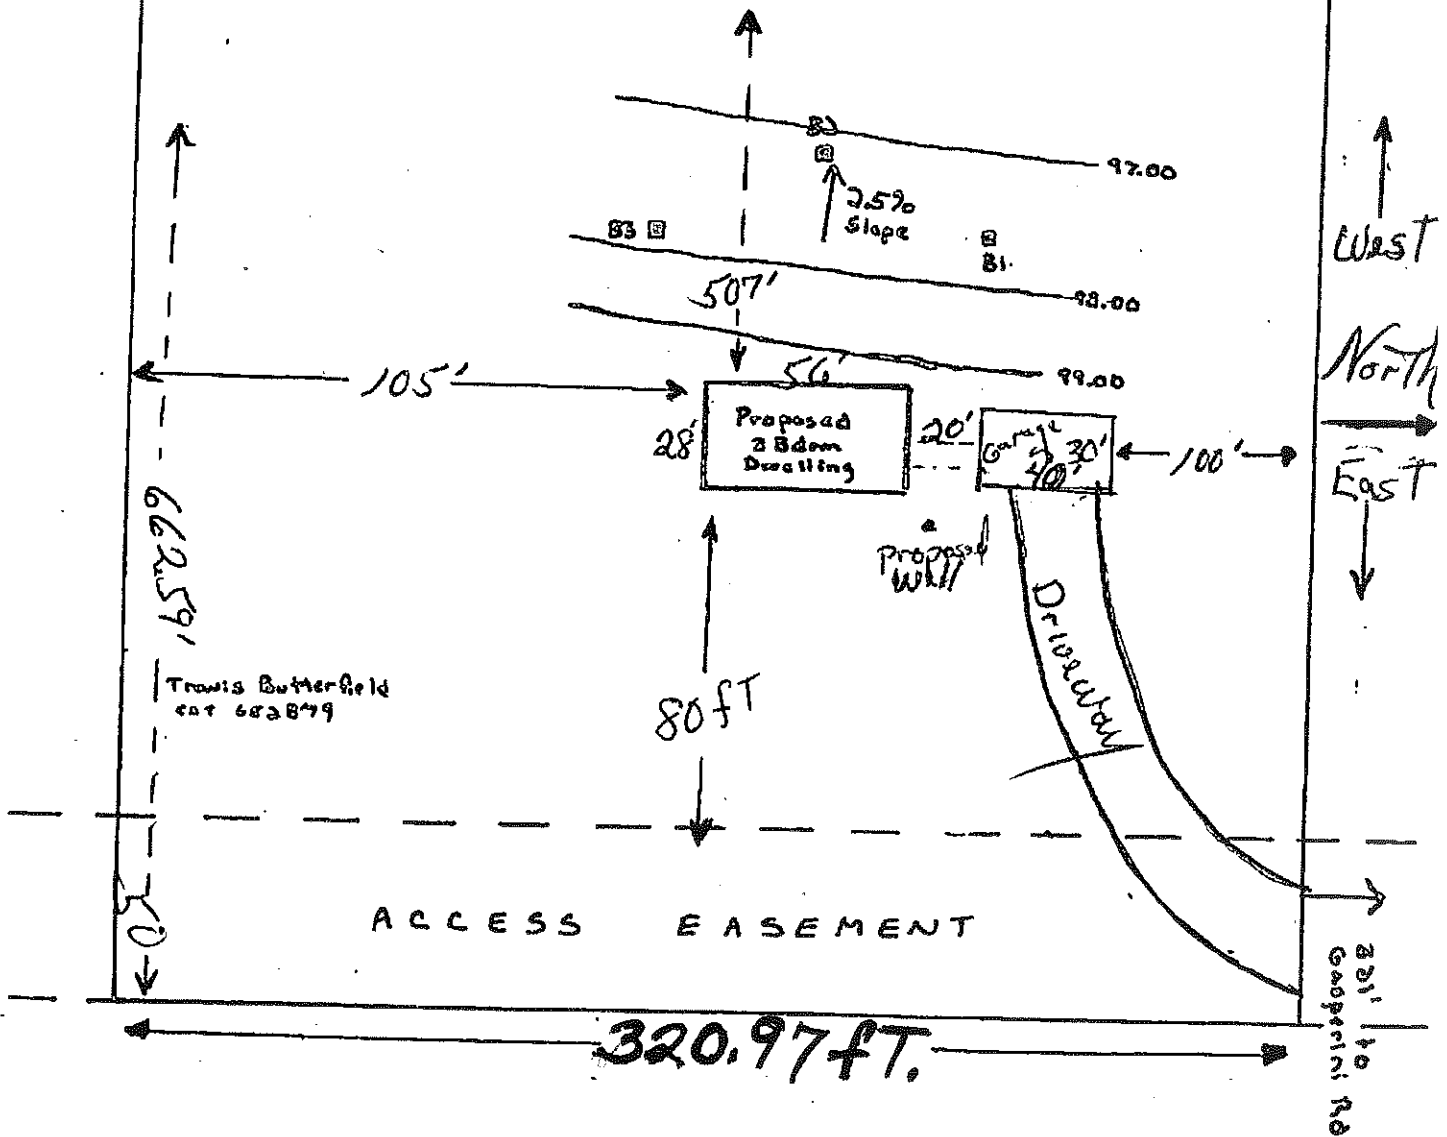 B2
97.00
2.5%
Slope
B3
B1
West
507'
98.00
North
105'
56'
99.00
28'
Proposed
Bdrm
Dwelling
20'
Garage
30'
40'
100'
East
Proposed
Well
662.59'
Driveway
Travis Butterfield
80 fT
50'
ACCESS EASEMENT
to
Gasperini Rd
320.97 fT.